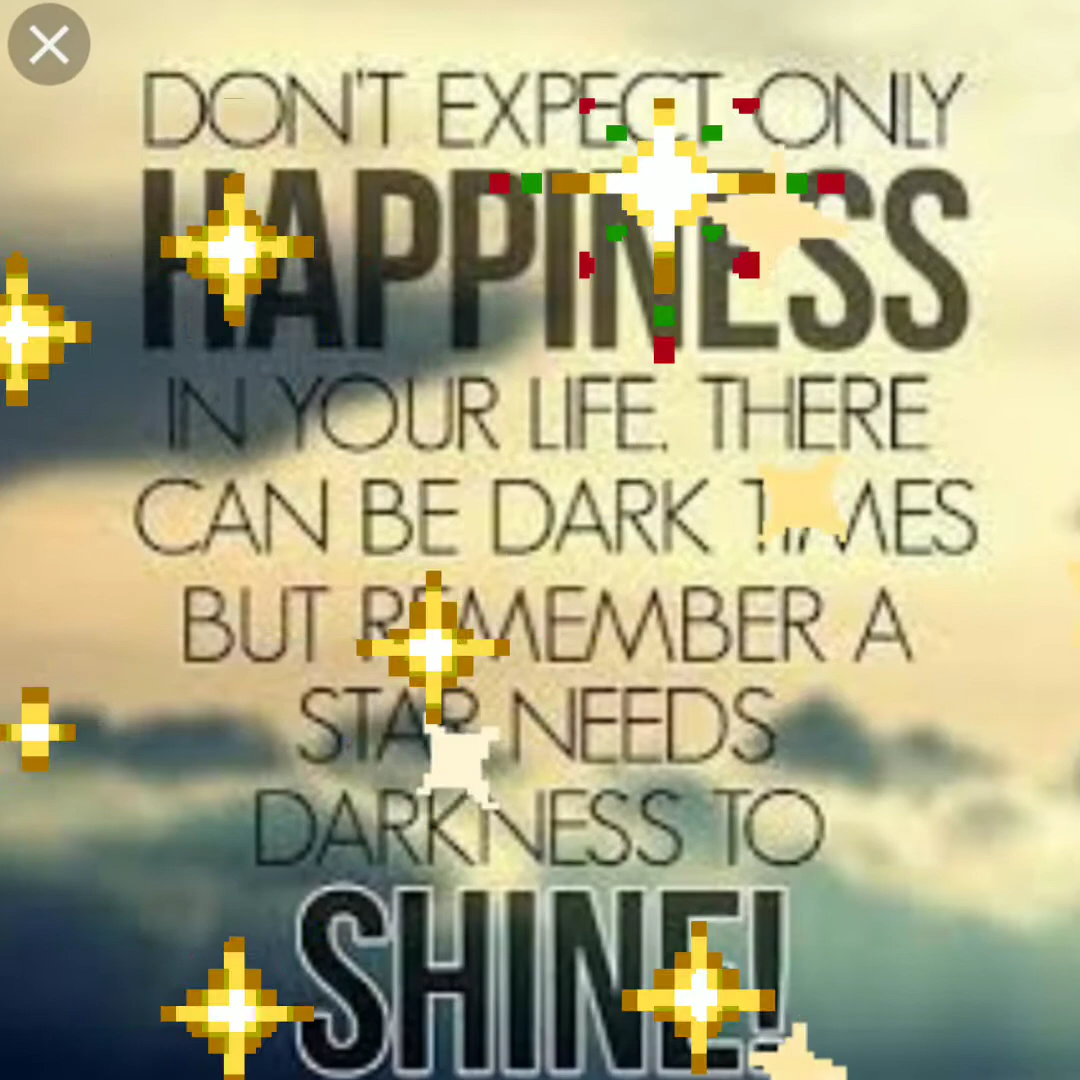 DON'T EXPECT ONLY
HAPPINESS
IN YOUR LIFE. THERE
CAN BE DARK TIMES
BUT REMEMBER A
STAR NEEDS
DARKNESS TO
SHINE!